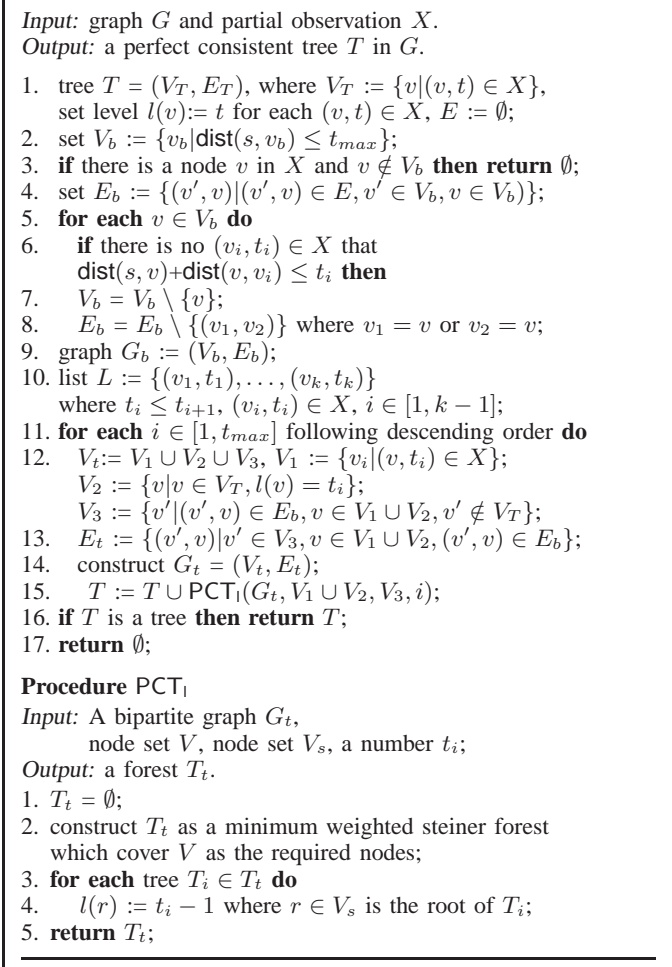 Input: graph G and partial observation X.
Output: a perfect consistent tree T in G.
1. tree T = (V_T, E_T), where V_T := {v|(v, t) ∈ X},
set level l(v):= t for each (v, t) ∈ X, E := ∅;
2. set V_b := {v_b|dist(s, v_b) ≤ t_max};
3. if there is a node v in X and v ∉ V_b then return ∅;
4. set E_b := {(v′, v)|(v′, v) ∈ E, v′ ∈ V_b, v ∈ V_b)};
5. for each v ∈ V_b do
6. if there is no (v_i, t_i) ∈ X that
dist(s, v)+dist(v, v_i) ≤ t_i then
7. V_b = V_b \ {v};
8. E_b = E_b \ {(v_1, v_2)} where v_1 = v or v_2 = v;
9. graph G_b := (V_b, E_b);
10. list L := {(v_1, t_1), . . . , (v_k, t_k)}
where t_i ≤ t_{i+1}, (v_i, t_i) ∈ X, i ∈ [1, k − 1];
11. for each i ∈ [1, t_max] following descending order do
12. V_t:= V_1 ∪ V_2 ∪ V_3, V_1 := {v_i|(v, t_i) ∈ X};
V_2 := {v|v ∈ V_T, l(v) = t_i};
V_3 := {v′|(v′, v) ∈ E_b, v ∈ V_1 ∪ V_2, v′ ∉ V_T};
13. E_t := {(v′, v)|v′ ∈ V_3, v ∈ V_1 ∪ V_2, (v′, v) ∈ E_b};
14. construct G_t = (V_t, E_t);
15. T := T ∪ PCT_l(G_t, V_1 ∪ V_2, V_3, i);
16. if T is a tree then return T;
17. return ∅;
Procedure PCT_l
Input: A bipartite graph G_t,
node set V, node set V_s, a number t_i;
Output: a forest T_t.
1. T_t = ∅;
2. construct T_t as a minimum weighted steiner forest
which cover V as the required nodes;
3. for each tree T_i ∈ T_t do
4. l(r) := t_i − 1 where r ∈ V_s is the root of T_i;
5. return T_t;